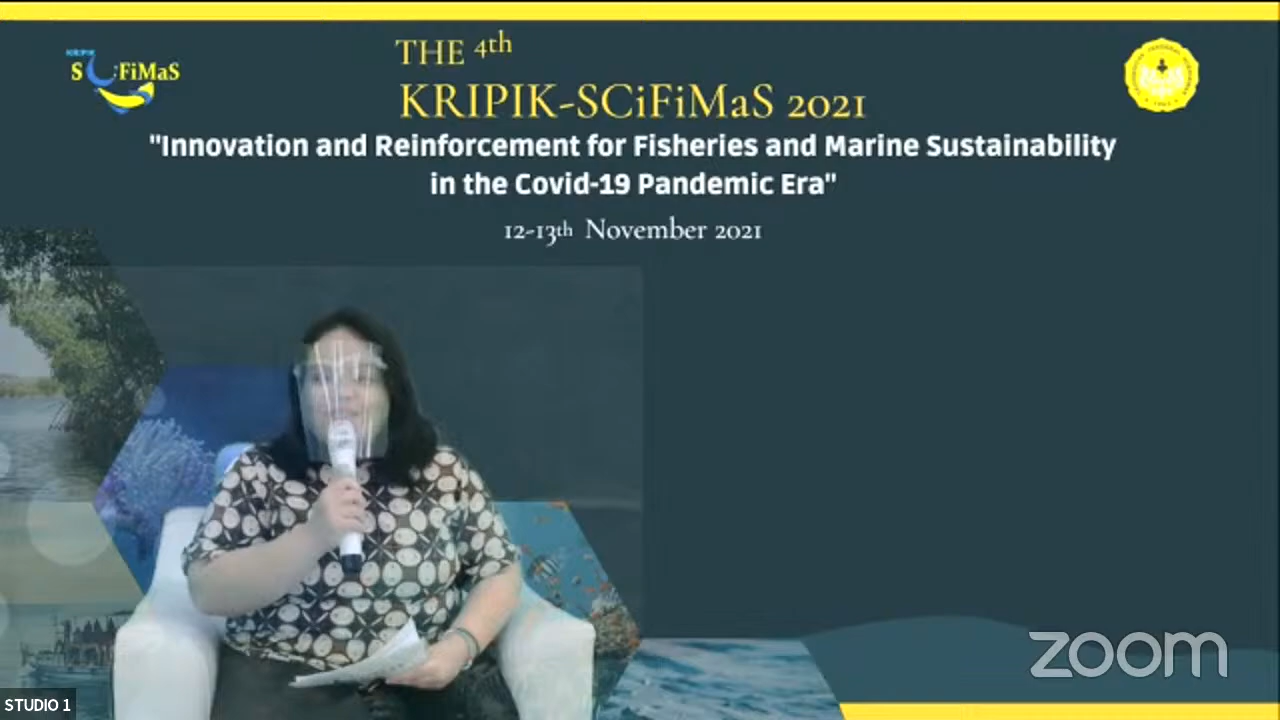 THE 4th
KRIPIK
SCiFiMaS
KRIPIK-SCiFiMaS 2021
"Innovation and Reinforcement for Fisheries and Marine Sustainability
in the Covid-19 Pandemic Era"
12-13th November 2021
zoom
STUDIO 1